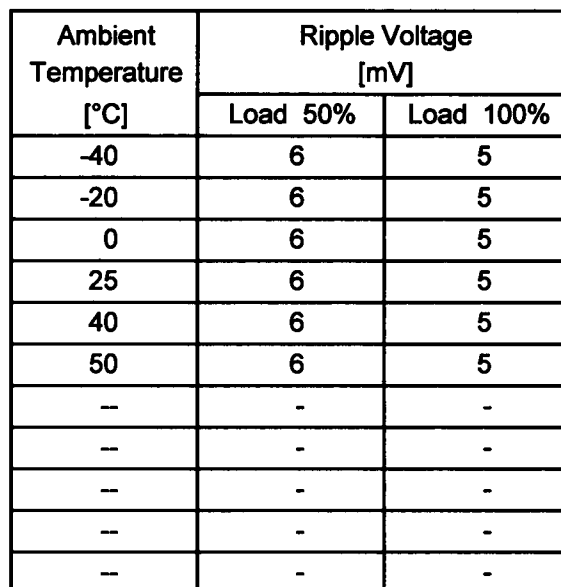 Ambient Temperature [°C] Ripple Voltage [mV]
Load 50% Load 100%
-40 6 5
-20 6 5
0 6 5
25 6 5
40 6 5
50 6 5
-- - -
-- - -
-- - -
-- - -
-- - -